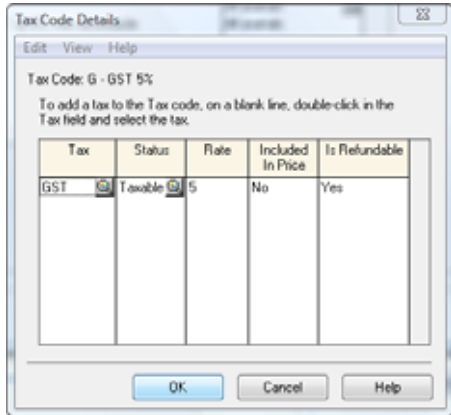 Tax Code Details
Edit View Help
Tax Code: G - GST 5%
To add a tax to the Tax code, on a blank line, double-click in the
Tax field and select the tax.
Tax Status Rate Included In Price Is Refundable
GST Taxable 5 No Yes
OK Cancel Help